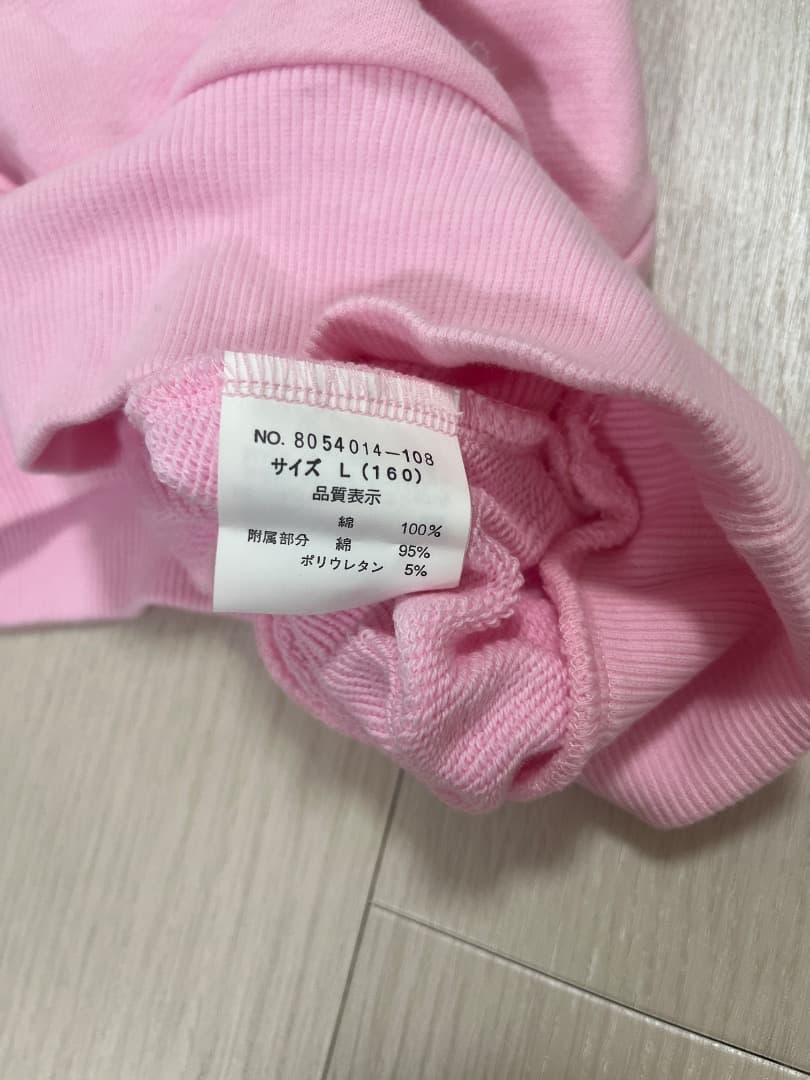 NO. 8054014-108
サイズ L (160)
品質表示
綿 100%
附属部分 綿 95%
ポリウレタン 5%